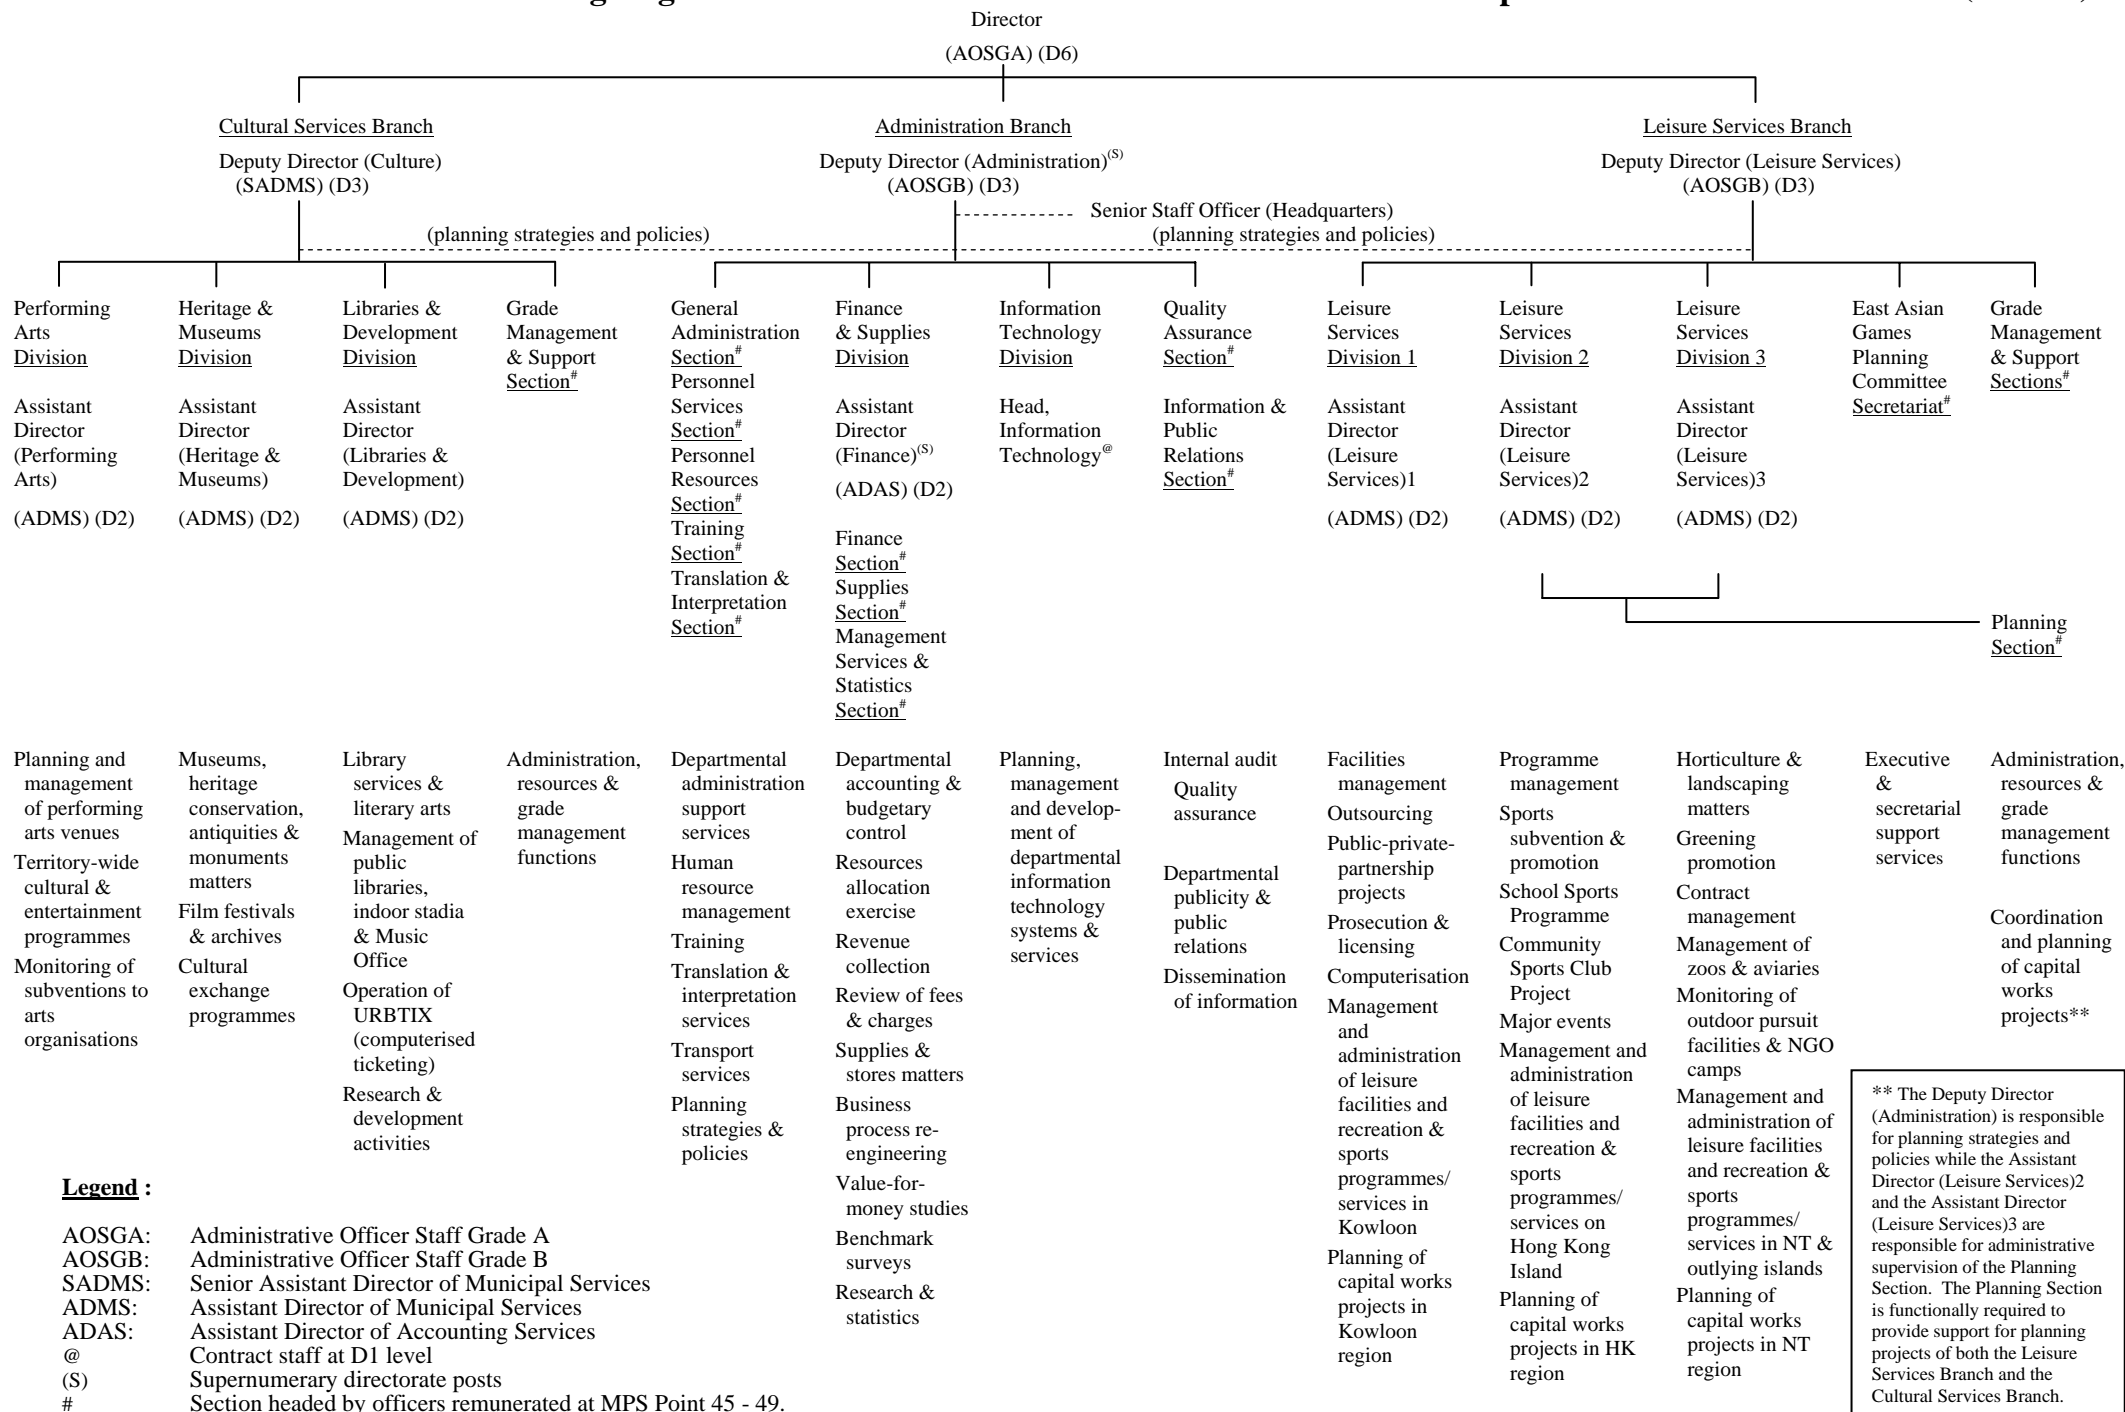 Director
(AOSGA) (D6)
Cultural Services Branch
Deputy Director (Culture)
(SADMS) (D3)
Administration Branch
Deputy Director (Administration)(S)
(AOSGB) (D3)
Leisure Services Branch
Deputy Director (Leisure Services)
(AOSGB) (D3)
Senior Staff Officer (Headquarters)
(planning strategies and policies)
(planning strategies and policies)
Performing
Arts
Division
Assistant
Director
(Performing
Arts)
(ADMS) (D2)
Heritage &
Museums
Division
Assistant
Director
(Heritage &
Museums)
(ADMS) (D2)
Libraries &
Development
Division
Assistant
Director
(Libraries &
Development)
(ADMS) (D2)
Grade
Management
& Support
Section#
General
Administration
Section#
Personnel
Services
Section#
Personnel
Resources
Section#
Training
Section#
Translation &
Interpretation
Section#
Finance
& Supplies
Division
Assistant
Director
(Finance)(S)
(ADAS) (D2)
Finance
Section#
Supplies
Section#
Management
Services &
Statistics
Section#
Information
Technology
Division
Head,
Information
Technology@
Quality
Assurance
Section#
Information &
Public
Relations
Section#
Leisure
Services
Division 1
Assistant
Director
(Leisure
Services)1
(ADMS) (D2)
Leisure
Services
Division 2
Assistant
Director
(Leisure
Services)2
(ADMS) (D2)
Leisure
Services
Division 3
Assistant
Director
(Leisure
Services)3
(ADMS) (D2)
East Asian
Games
Planning
Committee
Secretariat#
Grade
Management
& Support
Sections#
Planning
Section#
Planning and
management
of performing
arts venues
Territory-wide
cultural &
entertainment
programmes
Monitoring of
subventions to
arts
organisations
Museums,
heritage
conservation,
antiquities &
monuments
matters
Film festivals
& archives
Cultural
exchange
programmes
Library
services &
literary arts
Management of
public
libraries,
indoor stadia
& Music
Office
Operation of
URBTIX
(computerised
ticketing)
Research &
development
activities
Administration,
resources &
grade
management
functions
Departmental
administration
support
services
Human
resource
management
Training
Translation &
interpretation
services
Transport
services
Planning
strategies &
policies
Departmental
accounting &
budgetary
control
Resources
allocation
exercise
Revenue
collection
Review of fees
& charges
Supplies &
stores matters
Business
process re-
engineering
Value-for-
money studies
Benchmark
surveys
Research &
statistics
Planning,
management
and develop-
ment of
departmental
information
technology
systems &
services
Internal audit
Quality
assurance
Departmental
publicity &
public
relations
Dissemination
of information
Facilities
management
Outsourcing
Public-private-
partnership
projects
Prosecution &
licensing
Computerisation
Management
and
administration
of leisure
facilities and
recreation &
sports
programmes/
services in
Kowloon
Planning of
capital works
projects in
Kowloon
region
Programme
management
Sports
subvention &
promotion
School Sports
Programme
Community
Sports Club
Project
Major events
Management and
administration
of leisure
facilities and
recreation &
sports
programmes/
services on
Hong Kong
Island
Planning of
capital works
projects in HK
region
Horticulture &
landscaping
matters
Greening
promotion
Contract
management
Management of
zoos & aviaries
Monitoring of
outdoor pursuit
facilities & NGO
camps
Management and
administration of
leisure facilities
and recreation &
sports
programmes/
services in NT &
outlying islands
Planning of
capital works
projects in NT
region
Executive
&
secretarial
support
services
Administration,
resources &
grade
management
functions
Coordination
and planning
of capital
works
projects**
** The Deputy Director
(Administration) is responsible
for planning strategies and
policies while the Assistant
Director (Leisure Services)2
and the Assistant Director
(Leisure Services)3 are
responsible for administrative
supervision of the Planning
Section. The Planning Section
is functionally required to
provide support for planning
projects of both the Leisure
Services Branch and the
Cultural Services Branch.
Legend :
AOSGA: Administrative Officer Staff Grade A
AOSGB: Administrative Officer Staff Grade B
SADMS: Senior Assistant Director of Municipal Services
ADMS: Assistant Director of Municipal Services
ADAS: Assistant Director of Accounting Services
@ Contract staff at D1 level
(S) Supernumerary directorate posts
# Section headed by officers remunerated at MPS Point 45 - 49.